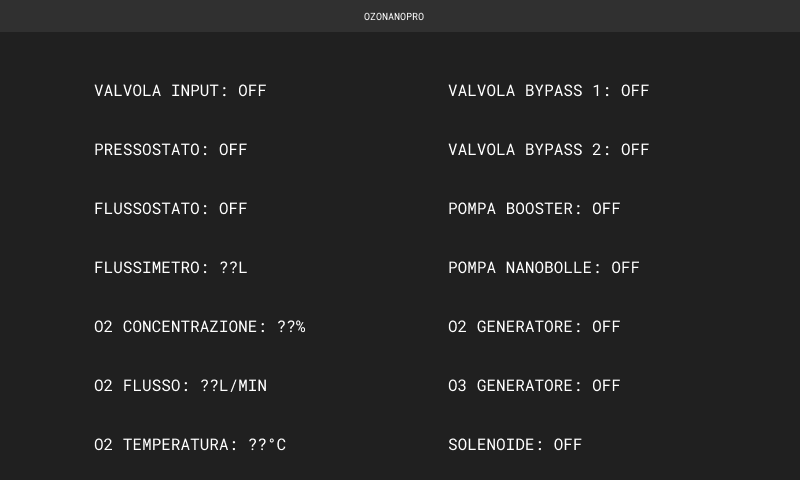 OZONANOPRO
VALVOLA INPUT: OFF
PRESSOSTATO: OFF
FLUSSOSTATO: OFF
FLUSSIMETRO: ??L
O2 CONCENTRAZIONE: ??%
O2 FLUSSO: ??L/MIN
O2 TEMPERATURA: ??°C
VALVOLA BYPASS 1: OFF
VALVOLA BYPASS 2: OFF
POMPA BOOSTER: OFF
POMPA NANOBOLLE: OFF
O2 GENERATORE: OFF
O3 GENERATORE: OFF
SOLENOIDE: OFF